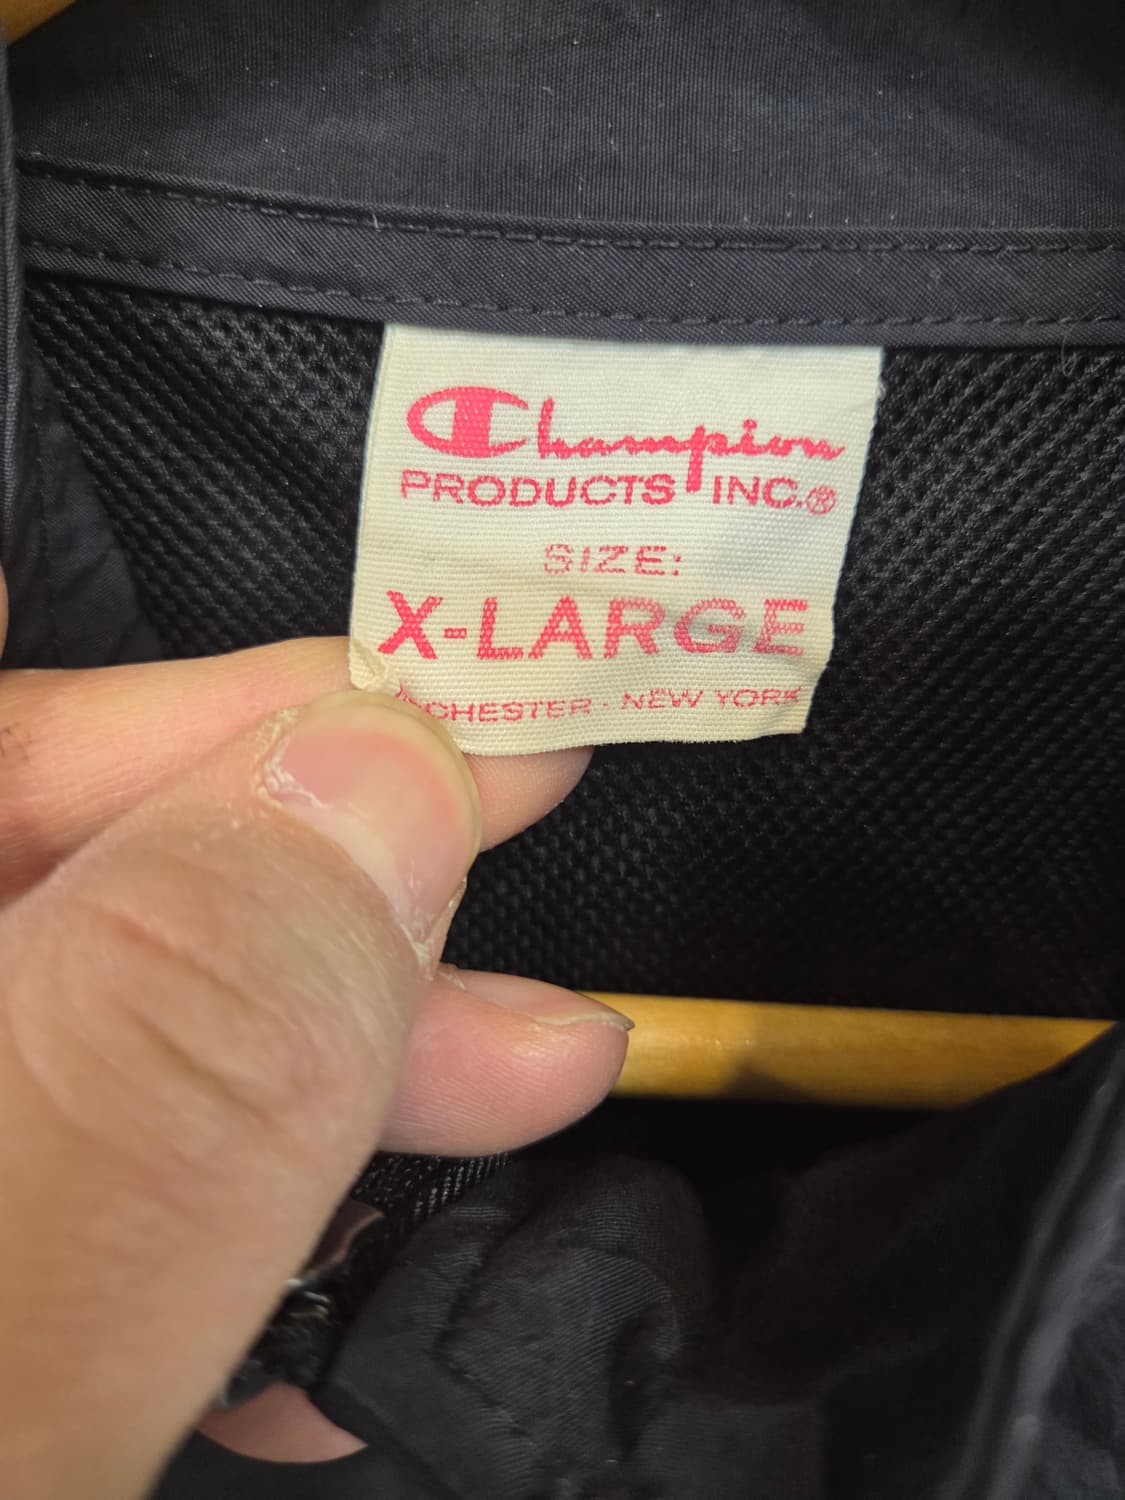 Champion
PRODUCTS INC.®
SIZE:
X-LARGE
NEW YORK